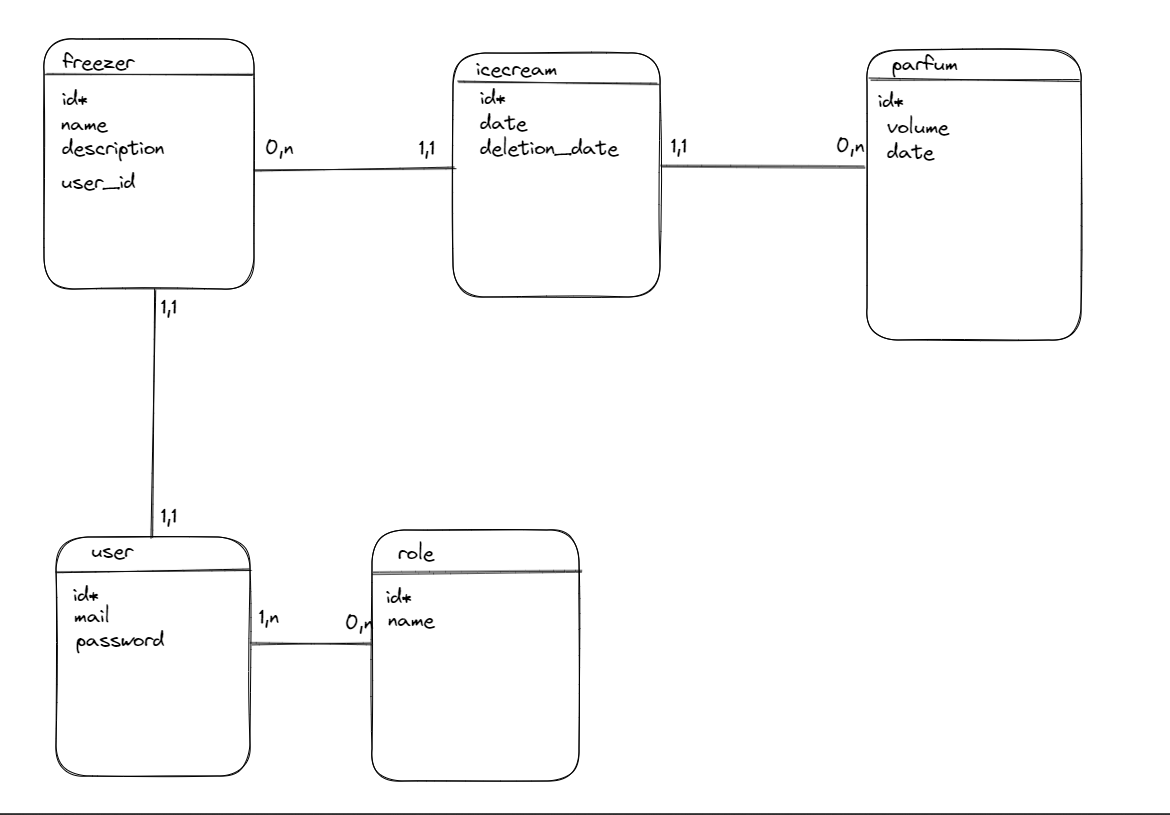 freezer
id*
name
description
user_id
0,n
1,1
icecream
id*
date
deletion_date
1,1
0,n
parfum
id*
volume
date
1,1
1,1
user
id*
mail
password
1,n
0,n
role
id*
name